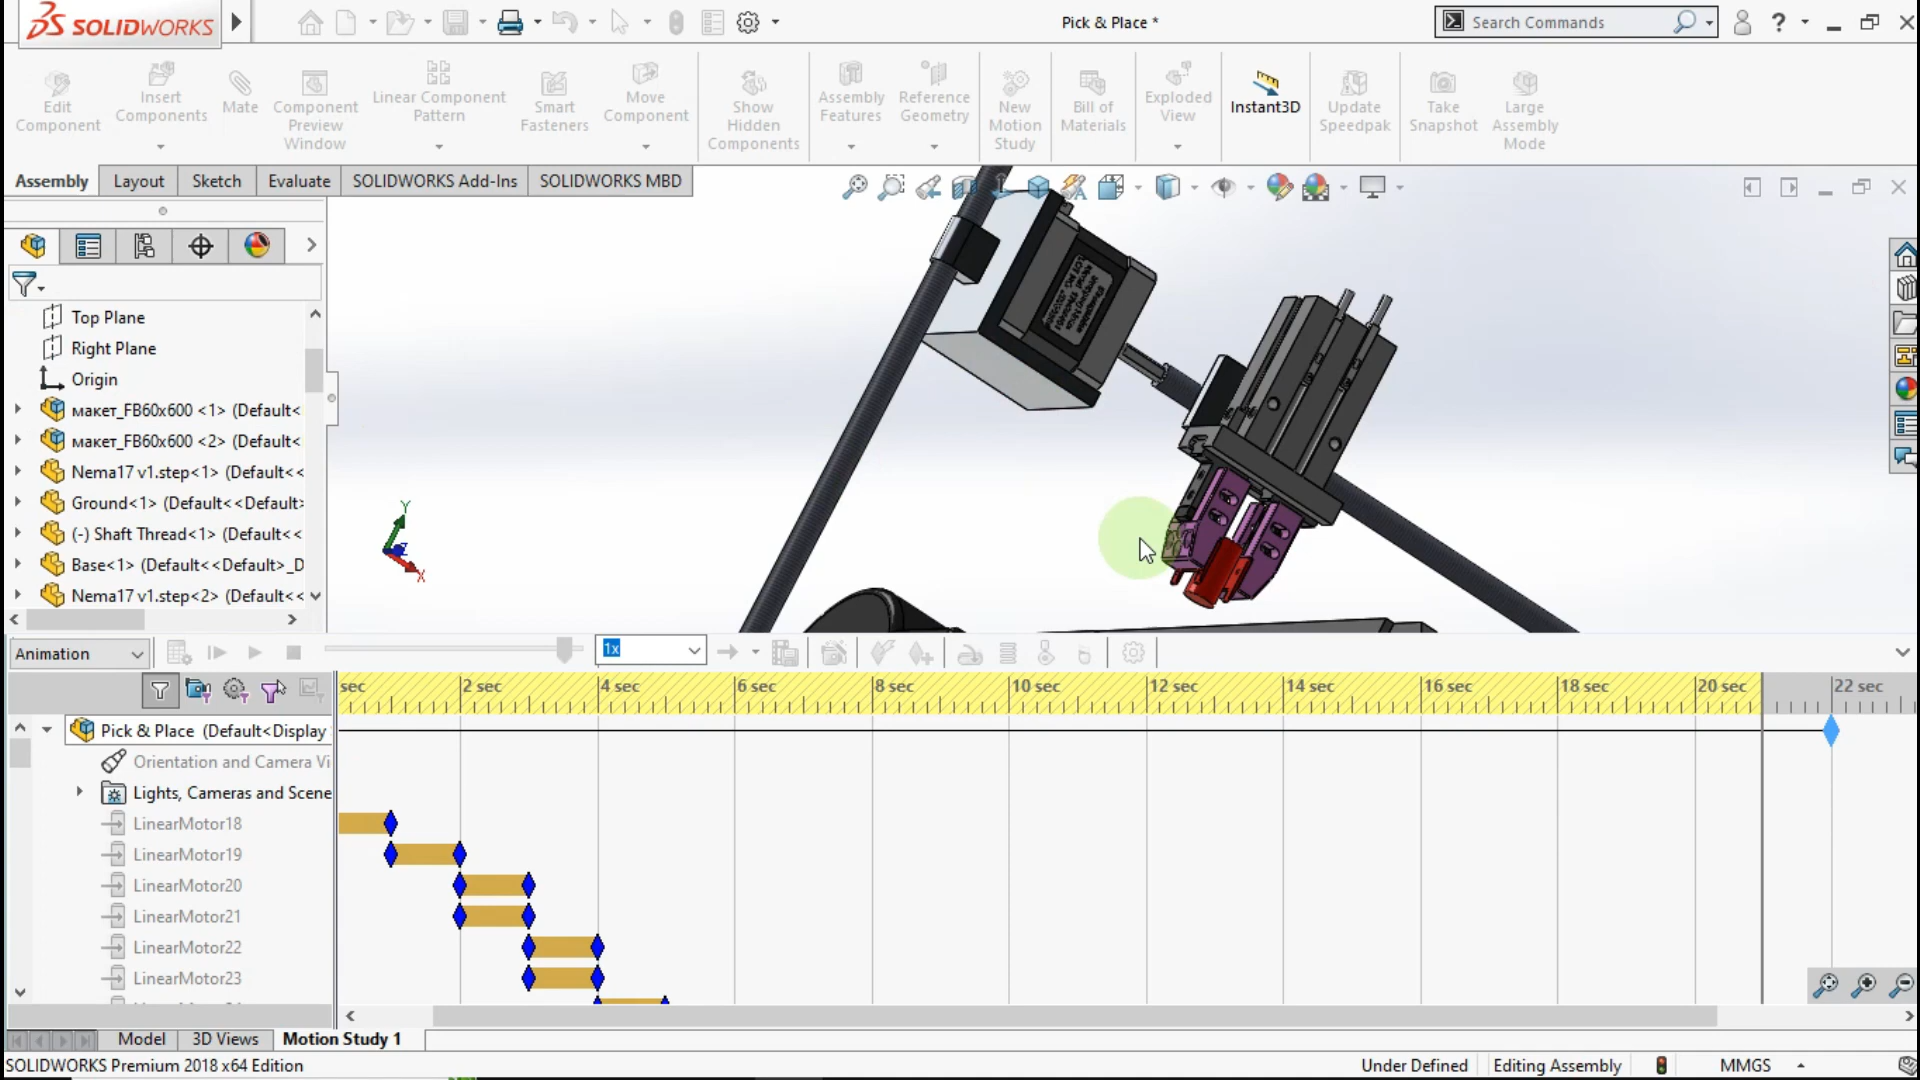 SOLIDWORKS
Pick & Place *
Search Commands
?
Edit Component
Insert Components
Mate
Component Preview Window
Linear Component Pattern
Smart Fasteners
Move Component
Show Hidden Components
Assembly Features
Reference Geometry
New Motion Study
Bill of Materials
Exploded View
Instant3D
Update Speedpak
Take Snapshot
Large Assembly Mode
Assembly
Layout
Sketch
Evaluate
SOLIDWORKS Add-Ins
SOLIDWORKS MBD
Top Plane
Right Plane
Origin
макет_FB60x600 <1> (Default<
макет_FB60x600 <2> (Default<
Nema17 v1.step<1> (Default<<
Ground<1> (Default<<Default>
(-) Shaft Thread<1> (Default<<
Base<1> (Default<<Default>_D
Nema17 v1.step<2> (Default<<
Y
Z
X
Animation
1x
sec
2 sec
4 sec
6 sec
8 sec
10 sec
12 sec
14 sec
16 sec
18 sec
20 sec
22 sec
Pick & Place (Default<Display
Orientation and Camera Vi
Lights, Cameras and Scene
LinearMotor18
LinearMotor19
LinearMotor20
LinearMotor21
LinearMotor22
LinearMotor23
Model
3D Views
Motion Study 1
SOLIDWORKS Premium 2018 x64 Edition
Under Defined
Editing Assembly
MMGS